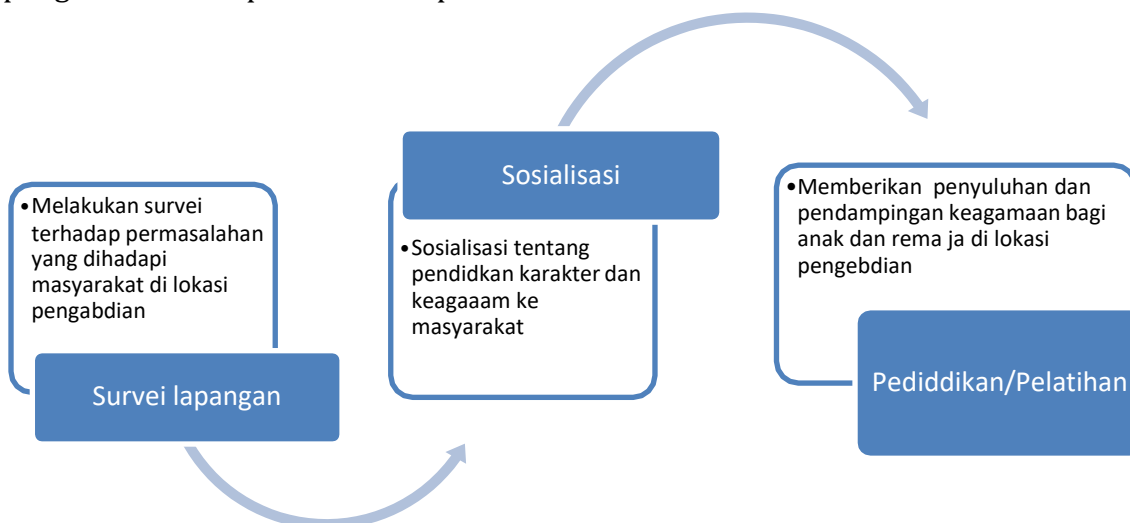 •Melakukan survei
terhadap permasalahan
yang dihadapi
masyarakat di lokasi
pengabdian
Survei lapangan
Sosialisasi
•Sosialisasi tentang
pendidkan karakter dan
keagaaam ke
masyarakat
•Memberikan penyuluhan dan
pendampingan keagamaan bagi
anak dan rema ja di lokasi
pengebdian
Pediddikan/Pelatihan